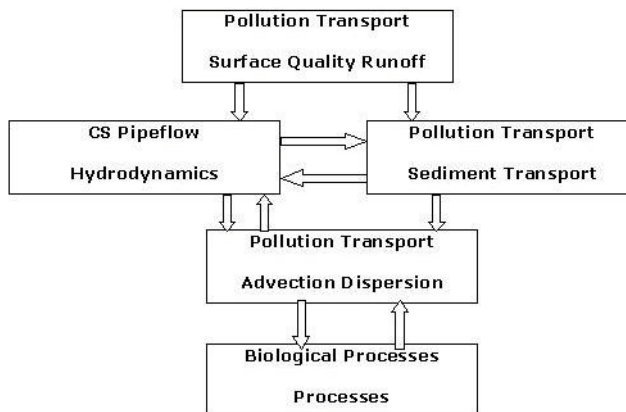 Pollution Transport
Surface Quality Runoff
CS Pipeflow
Hydrodynamics
Pollution Transport
Sediment Transport
Pollution Transport
Advection Dispersion
Biological Processes
Processes